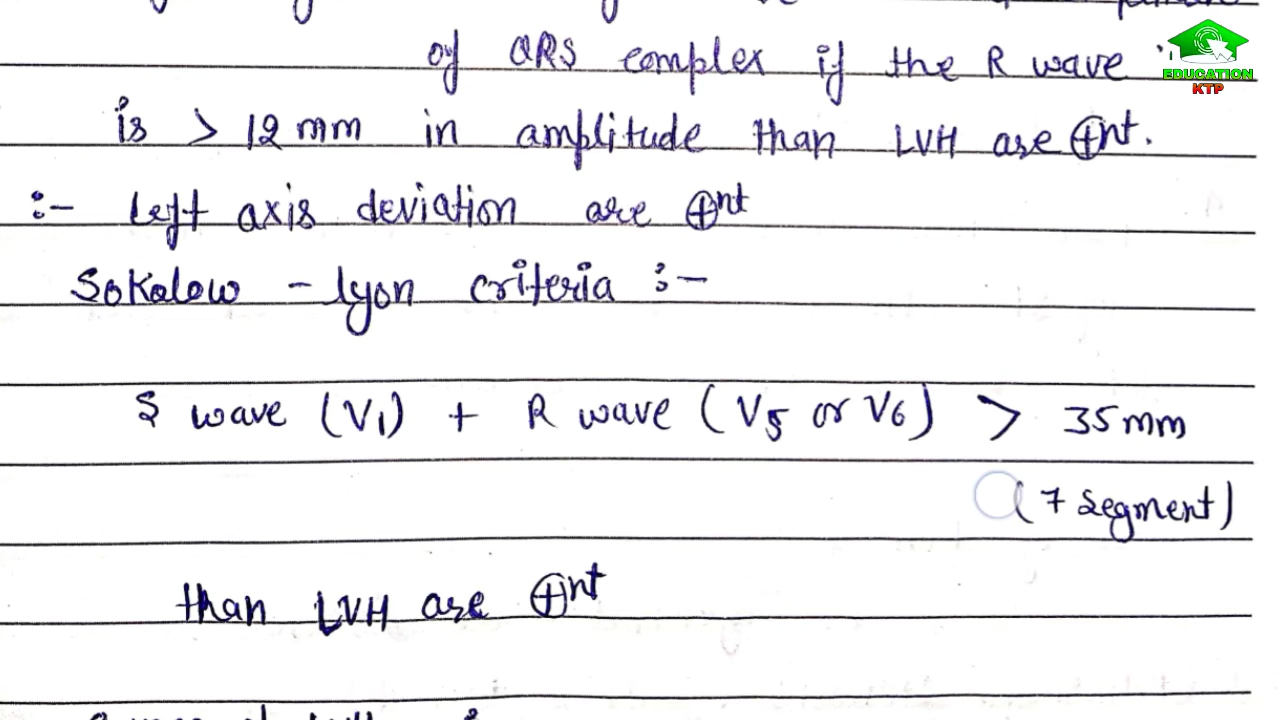 of QRS complex if the R wave
EDUCATION
KTP
is > 12 mm in amplitude than LVH are ⊕nt.
:- Left axis deviation are ⊕nt
Sokolow - lyon criteria :-
S wave (V1) + R wave (V5 or V6) > 35 mm
(7 segment)
than LVH are ⊕nt